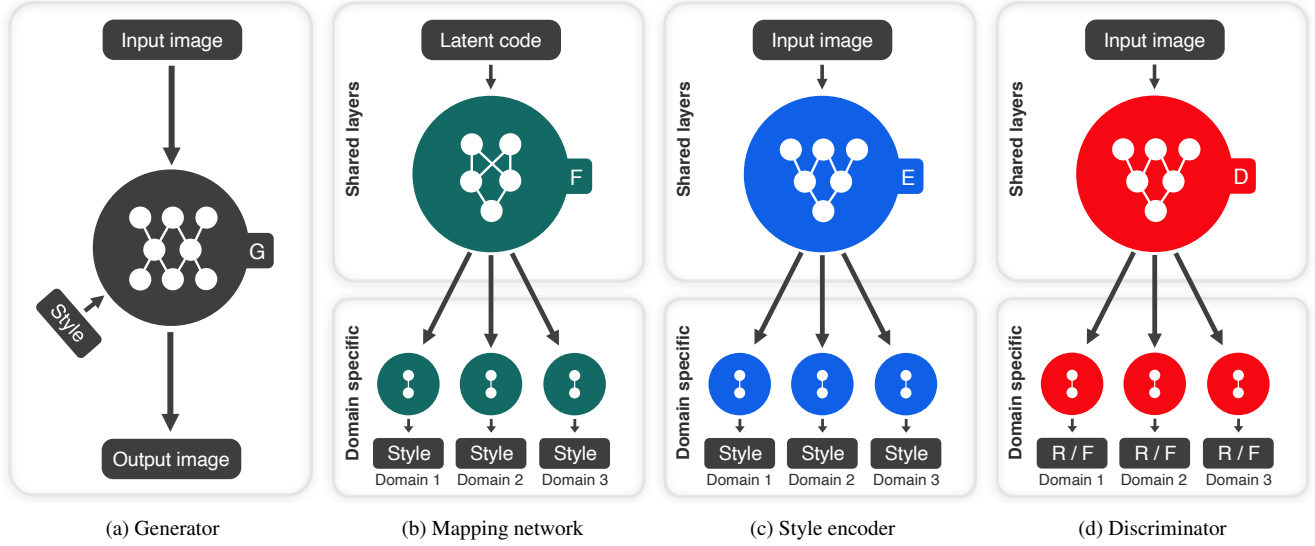 Input image
G
Style
Output image
(a) Generator
Latent code
Shared layers
F
Domain specific
Style Style Style
Domain 1 Domain 2 Domain 3
(b) Mapping network
Input image
Shared layers
E
Domain specific
Style Style Style
Domain 1 Domain 2 Domain 3
(c) Style encoder
Input image
Shared layers
D
Domain specific
R / F R / F R / F
Domain 1 Domain 2 Domain 3
(d) Discriminator